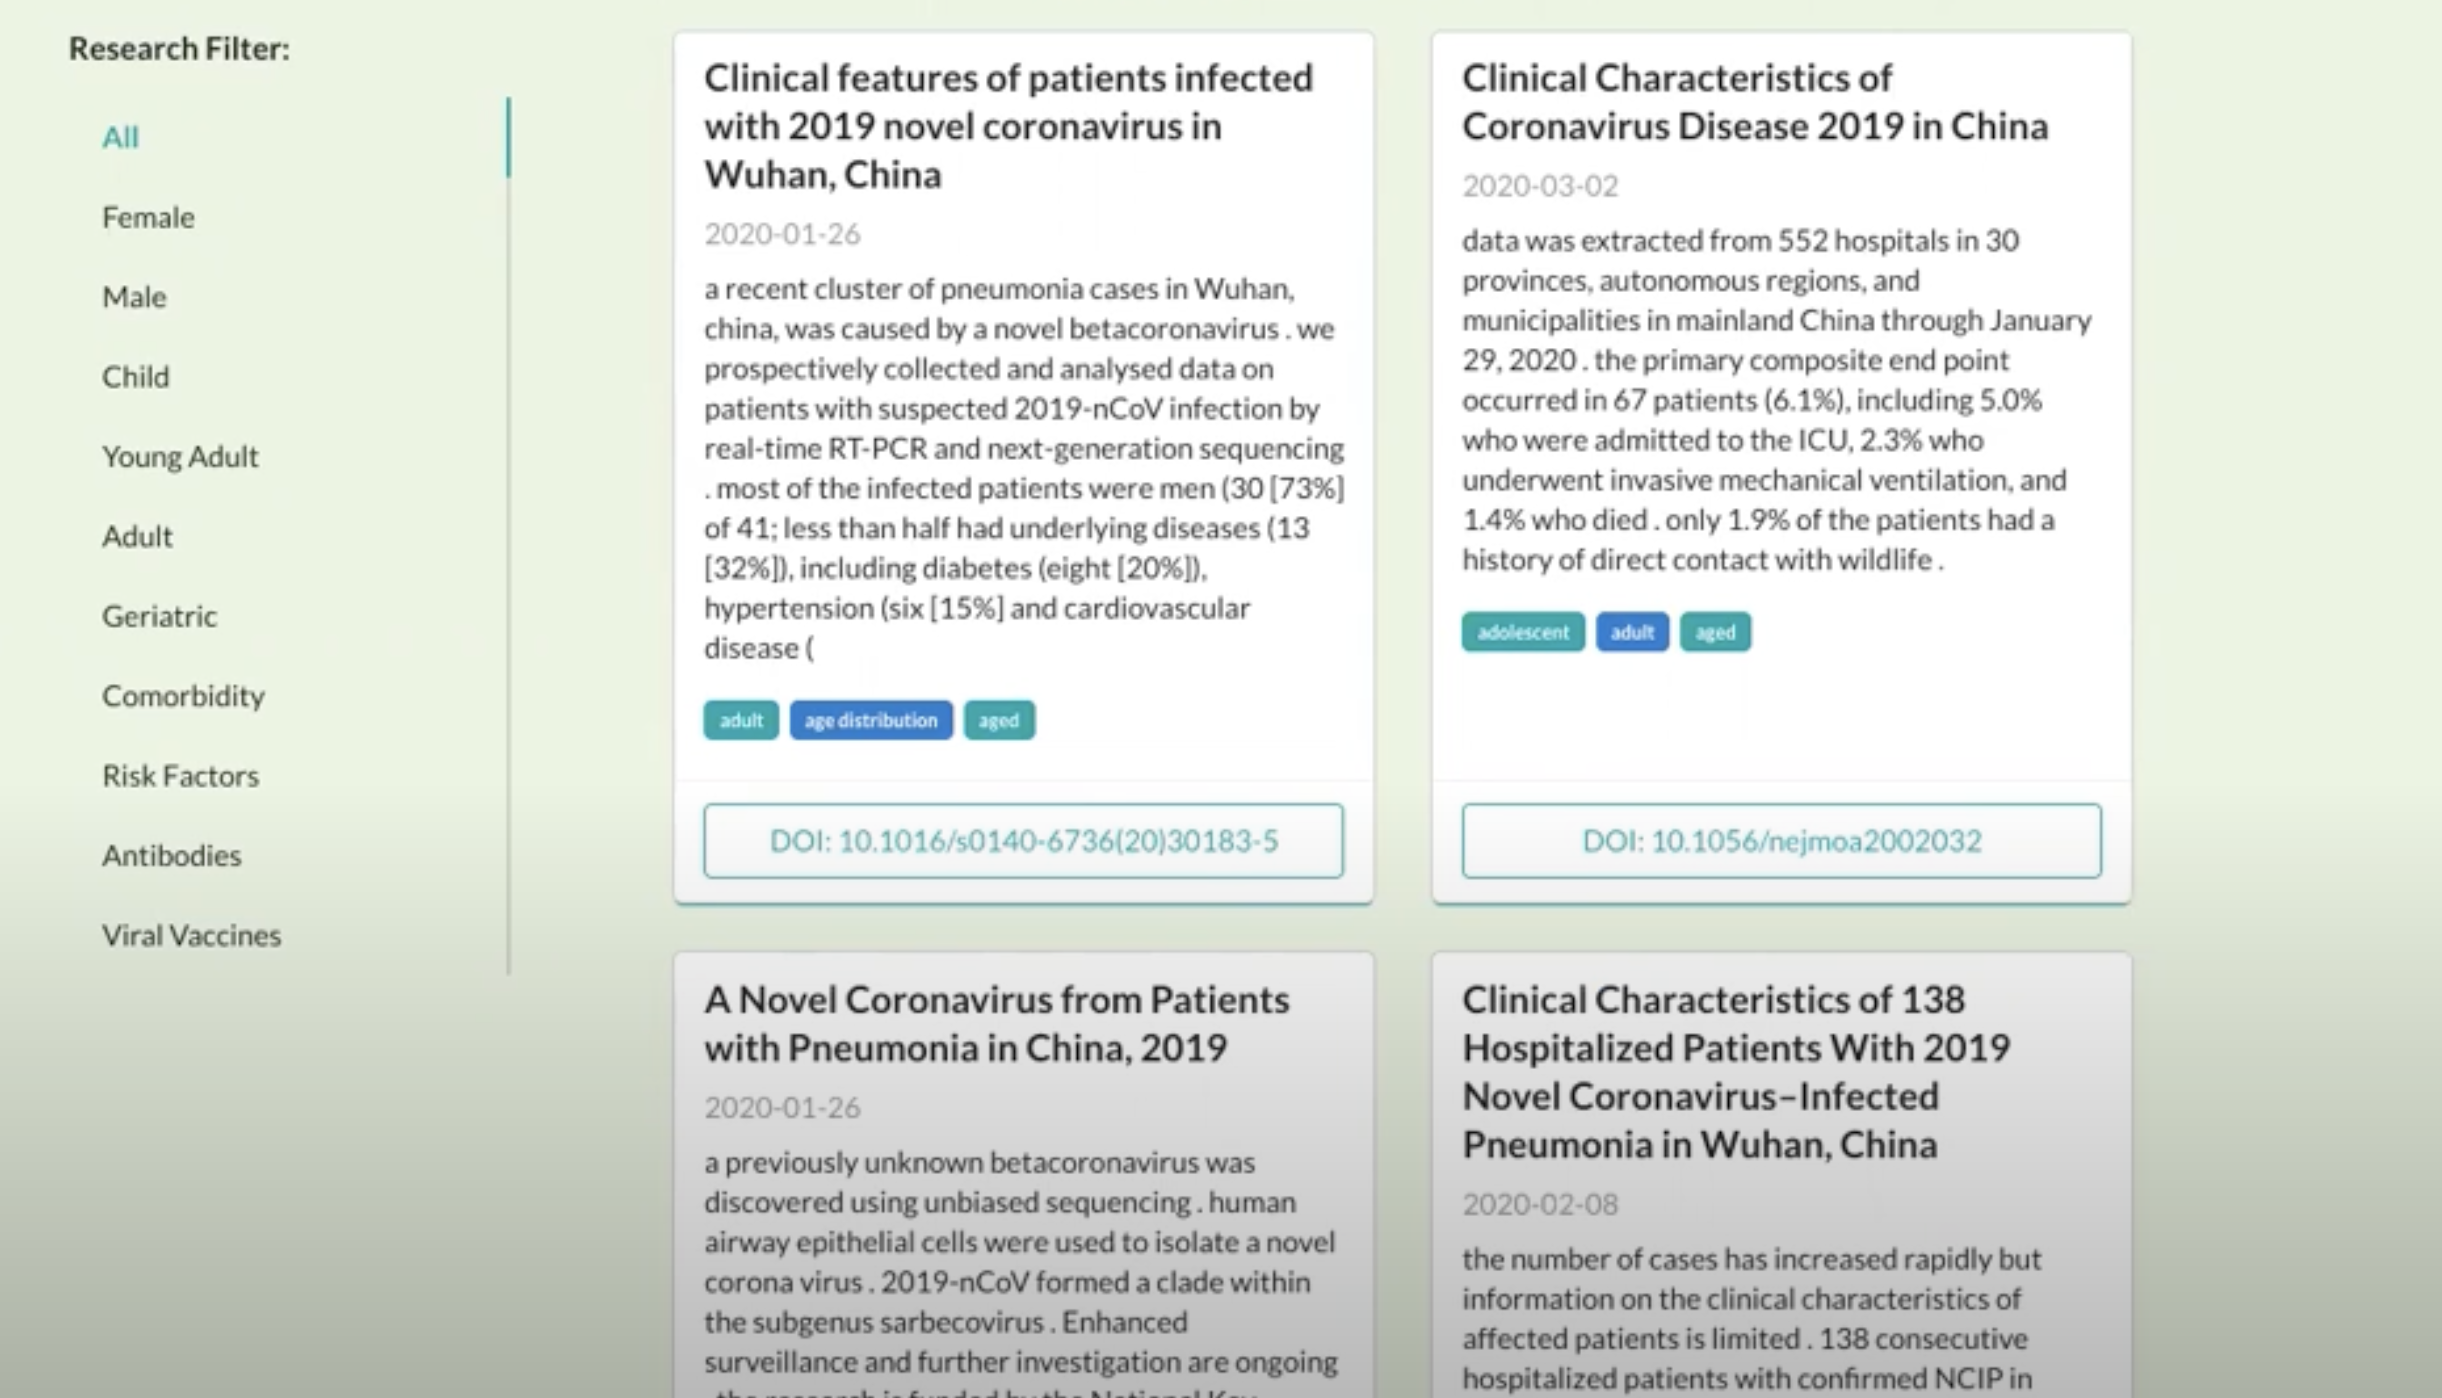 Research Filter:
All
Female
Male
Child
Young Adult
Adult
Geriatric
Comorbidity
Risk Factors
Antibodies
Viral Vaccines
Clinical features of patients infected
with 2019 novel coronavirus in
Wuhan, China
2020-01-26
a recent cluster of pneumonia cases in Wuhan,
china, was caused by a novel betacoronavirus . we
prospectively collected and analysed data on
patients with suspected 2019-nCoV infection by
real-time RT-PCR and next-generation sequencing
. most of the infected patients were men (30 [73%]
of 41; less than half had underlying diseases (13
[32%]), including diabetes (eight [20%]),
hypertension (six [15%] and cardiovascular
disease (
adult age distribution aged
DOI: 10.1016/s0140-6736(20)30183-5
Clinical Characteristics of
Coronavirus Disease 2019 in China
2020-03-02
data was extracted from 552 hospitals in 30
provinces, autonomous regions, and
municipalities in mainland China through January
29, 2020 . the primary composite end point
occurred in 67 patients (6.1%), including 5.0%
who were admitted to the ICU, 2.3% who
underwent invasive mechanical ventilation, and
1.4% who died . only 1.9% of the patients had a
history of direct contact with wildlife .
adolescent adult aged
DOI: 10.1056/nejmoa2002032
A Novel Coronavirus from Patients
with Pneumonia in China, 2019
2020-01-26
a previously unknown betacoronavirus was
discovered using unbiased sequencing . human
airway epithelial cells were used to isolate a novel
corona virus . 2019-nCoV formed a clade within
the subgenus sarbecovirus . Enhanced
surveillance and further investigation are ongoing
. the research is funded by the National Key
Clinical Characteristics of 138
Hospitalized Patients With 2019
Novel Coronavirus–Infected
Pneumonia in Wuhan, China
2020-02-08
the number of cases has increased rapidly but
information on the clinical characteristics of
affected patients is limited . 138 consecutive
hospitalized patients with confirmed NCIP in